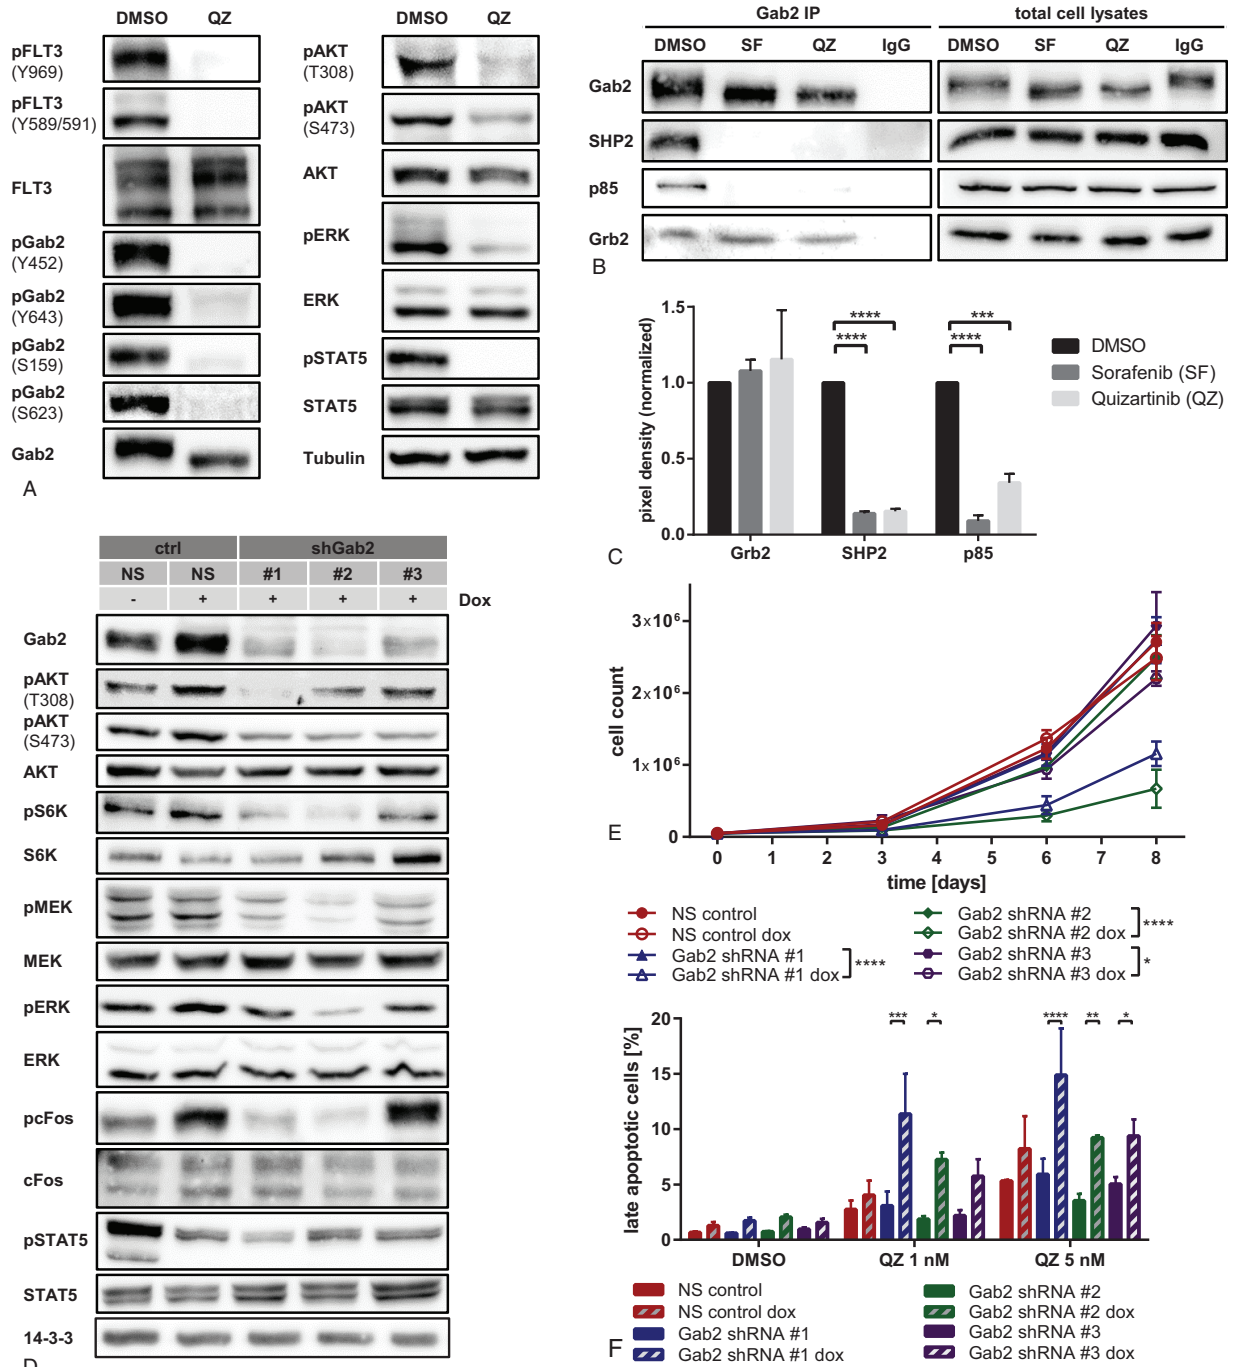 DMSO QZ
pFLT3
(Y969)
pFLT3
(Y589/591)
FLT3
pGab2
(Y452)
pGab2
(Y643)
pGab2
(S159)
pGab2
(S623)
Gab2
A
DMSO QZ
pAKT
(T308)
pAKT
(S473)
AKT
pERK
ERK
pSTAT5
STAT5
Tubulin
Gab2 IP total cell lysates
DMSO SF QZ IgG DMSO SF QZ IgG
Gab2
SHP2
p85
Grb2
B
pixel density (normalized)
1.5
1.0
0.5
0.0
**** ****
**** ***
Grb2 SHP2 p85
DMSO
Sorafenib (SF)
Quizartinib (QZ)
C
ctrl shGab2
NS NS #1 #2 #3
- + + + + Dox
Gab2
pAKT
(T308)
pAKT
(S473)
AKT
pS6K
S6K
pMEK
MEK
pERK
ERK
pcFos
cFos
pSTAT5
STAT5
14-3-3
D
cell count
3×10⁶
2×10⁶
1×10⁶
0
0 1 2 3 4 5 6 7 8
time [days]
E
NS control
NS control dox
Gab2 shRNA #1
Gab2 shRNA #1 dox
****
Gab2 shRNA #2
Gab2 shRNA #2 dox
****
Gab2 shRNA #3
Gab2 shRNA #3 dox
*
late apoptotic cells [%]
20
15
10
5
0
*** * **** ** *
DMSO QZ 1 nM QZ 5 nM
NS control
NS control dox
Gab2 shRNA #1
Gab2 shRNA #1 dox
Gab2 shRNA #2
Gab2 shRNA #2 dox
Gab2 shRNA #3
Gab2 shRNA #3 dox
F